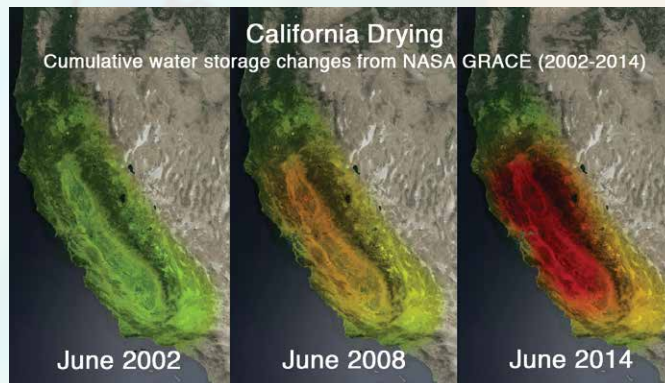 California Drying
Cumulative water storage changes from NASA GRACE (2002-2014)
June 2002
June 2008
June 2014